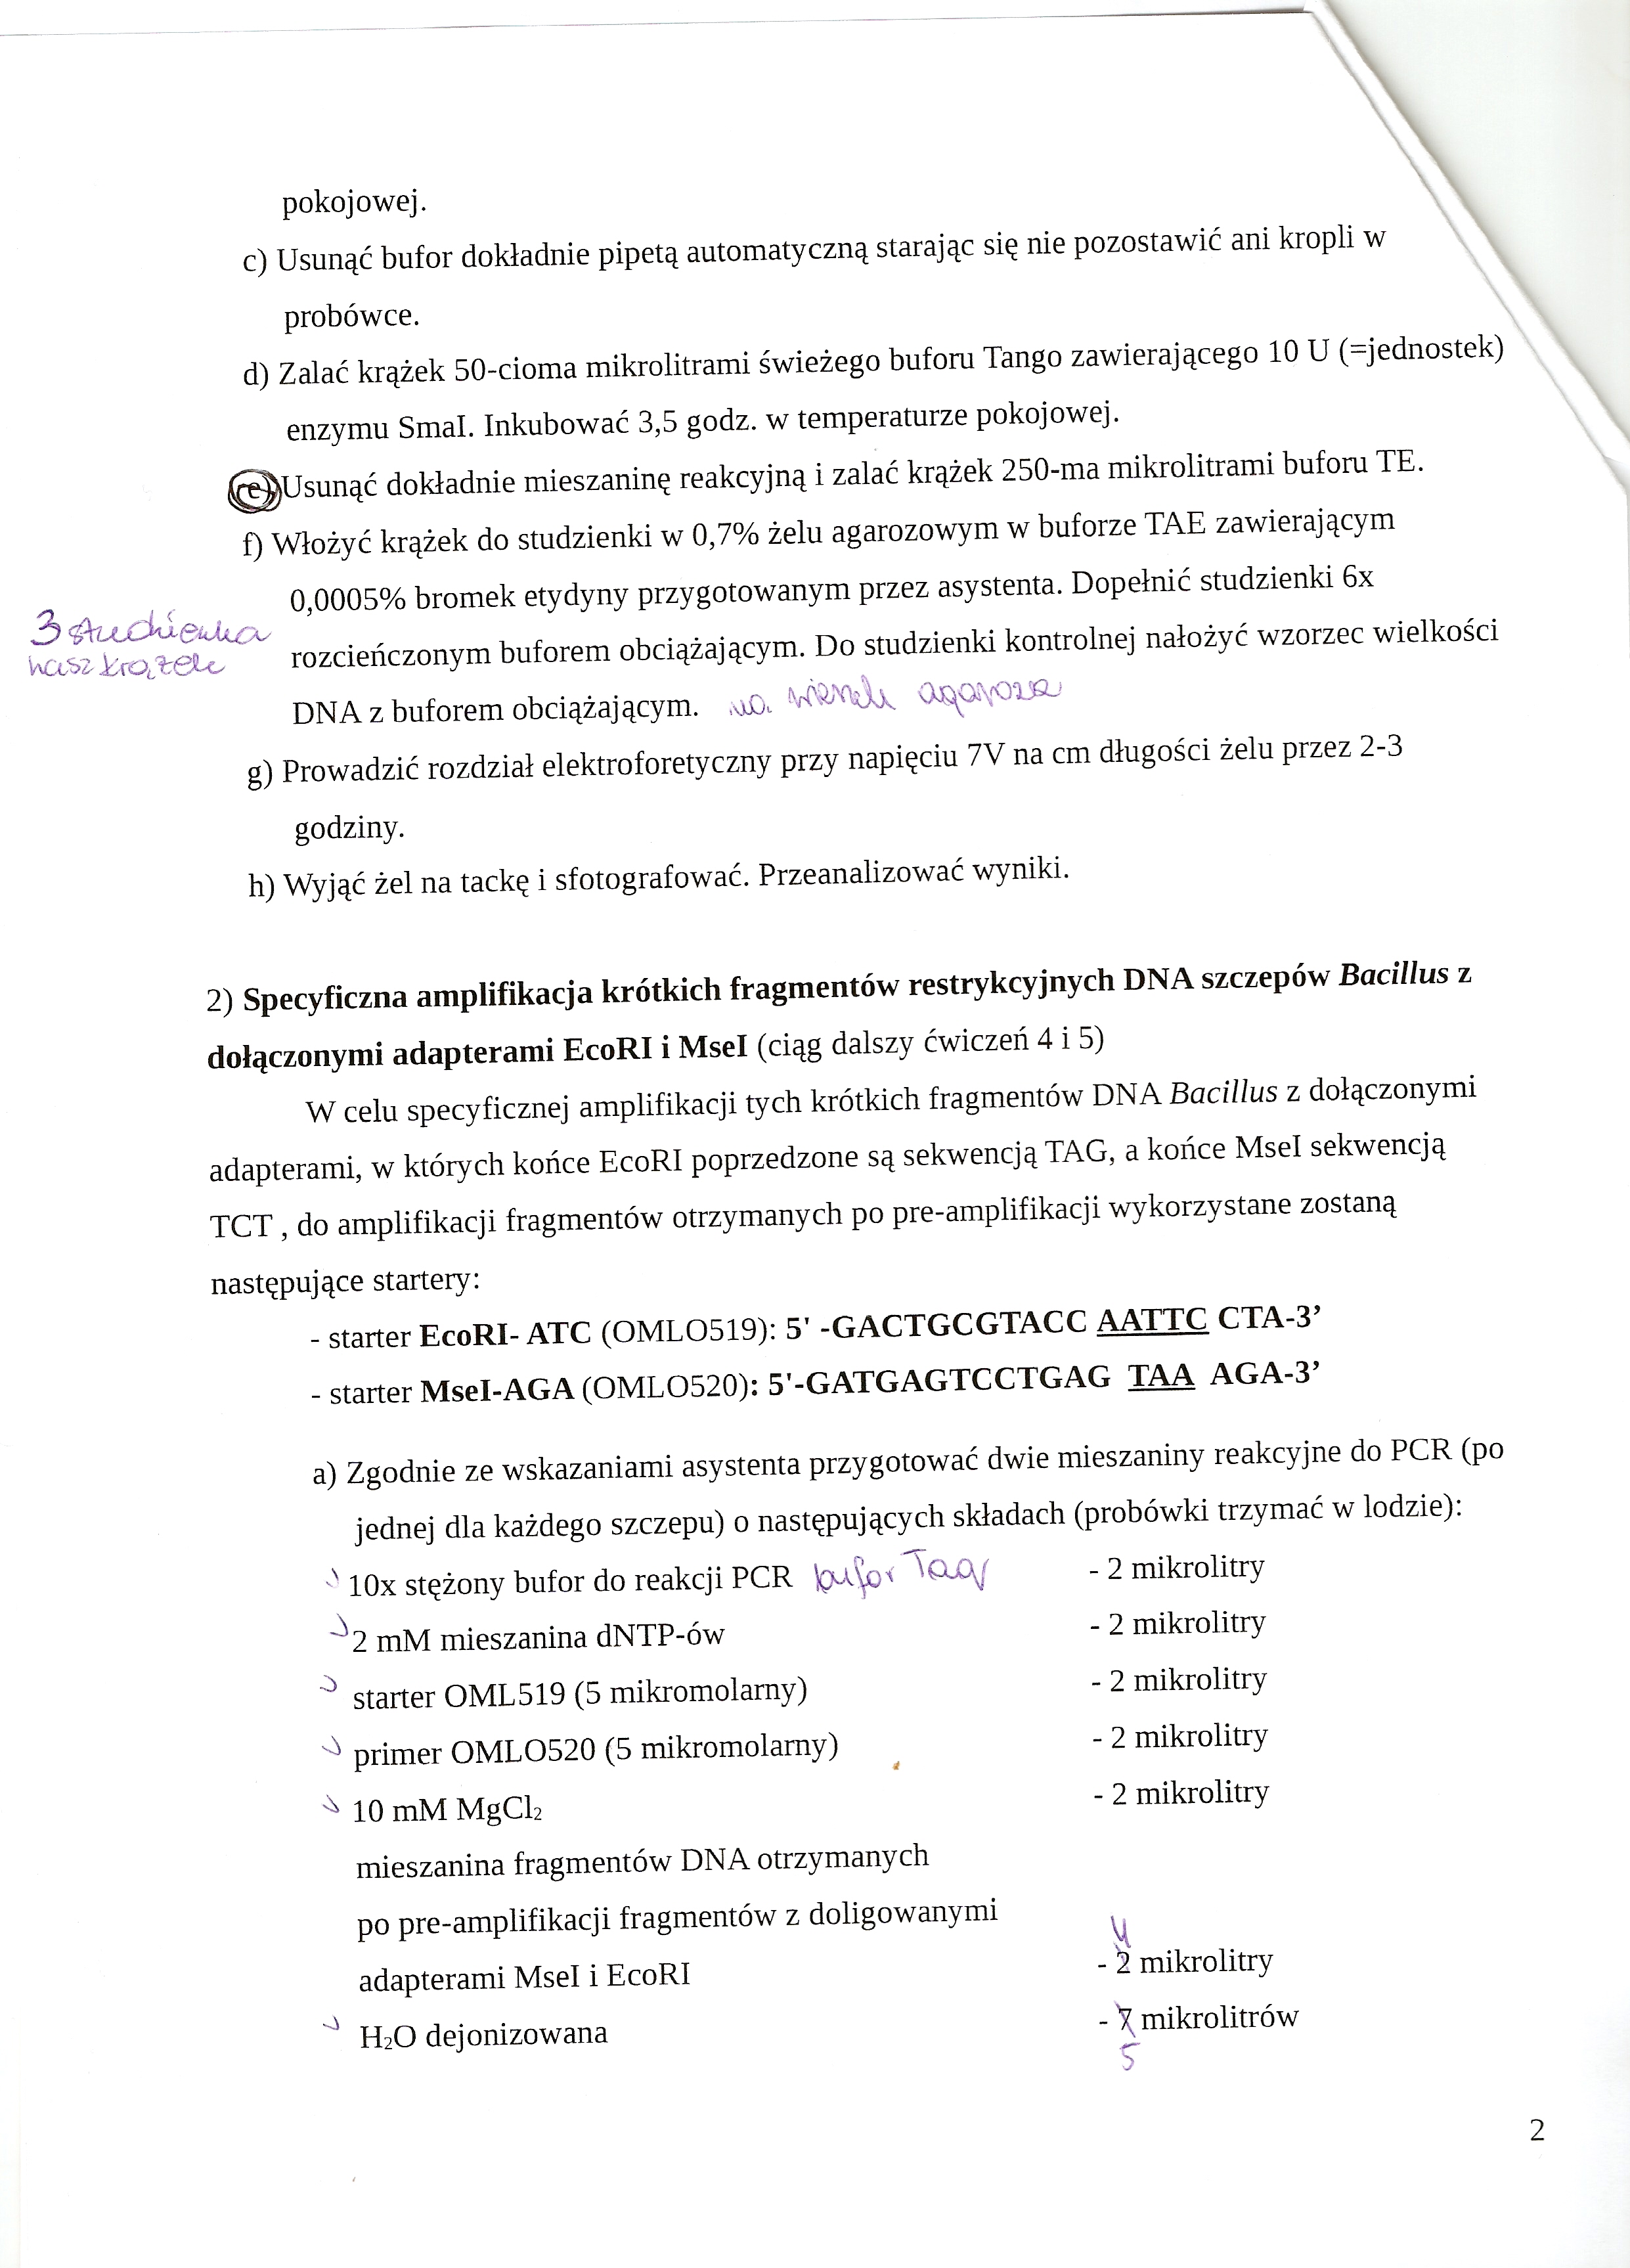 pokojowej.
c) Usunąć bufor dokładnie pipetą automatyczną starając się nie pozostawić ani kropli w
probówce.
d) Zalać krążek 50-cioma mikrolitrami świeżego buforu Tango zawierającego 10 U (=jednostek)
enzymu SmaI. Inkubować 3,5 godz. w temperaturze pokojowej.
e) Usunąć dokładnie mieszaninę reakcyjną i zalać krążek 250-ma mikrolitrami buforu TE.
f) Włożyć krążek do studzienki w 0,7% żelu agarozowym w buforze TAE zawierającym
0,0005% bromek etydyny przygotowanym przez asystenta. Dopełnić studzienki 6x
3 studzienka
nasz krążek
rozcieńczonym buforem obciążającym. Do studzienki kontrolnej nałożyć wzorzec wielkości
DNA z buforem obciążającym. na wierzch agaroza
g) Prowadzić rozdział elektroforetyczny przy napięciu 7V na cm długości żelu przez 2-3
godziny.
h) Wyjąć żel na tackę i sfotografować. Przeanalizować wyniki.
2) Specyficzna amplifikacja krótkich fragmentów restrykcyjnych DNA szczepów Bacillus z
dołączonymi adapterami EcoRI i MseI (ciąg dalszy ćwiczeń 4 i 5)
W celu specyficznej amplifikacji tych krótkich fragmentów DNA Bacillus z dołączonymi
adapterami, w których końce EcoRI poprzedzone są sekwencją TAG, a końce MseI sekwencją
TCT , do amplifikacji fragmentów otrzymanych po pre-amplifikacji wykorzystane zostaną
następujące startery:
- starter EcoRI- ATC (OMLO519): 5' -GACTGCGTACC AATTC CTA-3’
- starter MseI-AGA (OMLO520): 5'-GATGAGTCCTGAG TAA AGA-3’
a) Zgodnie ze wskazaniami asystenta przygotować dwie mieszaniny reakcyjne do PCR (po
jednej dla każdego szczepu) o następujących składach (probówki trzymać w lodzie):
10x stężony bufor do reakcji PCR bufor Taq - 2 mikrolitry
2 mM mieszanina dNTP-ów - 2 mikrolitry
starter OML519 (5 mikromolarny) - 2 mikrolitry
primer OMLO520 (5 mikromolarny) - 2 mikrolitry
10 mM MgCl2 - 2 mikrolitry
mieszanina fragmentów DNA otrzymanych
po pre-amplifikacji fragmentów z doligowanymi
4
adapterami MseI i EcoRI - 2 mikrolitry
H2O dejonizowana - 7 mikrolitrów
5
2